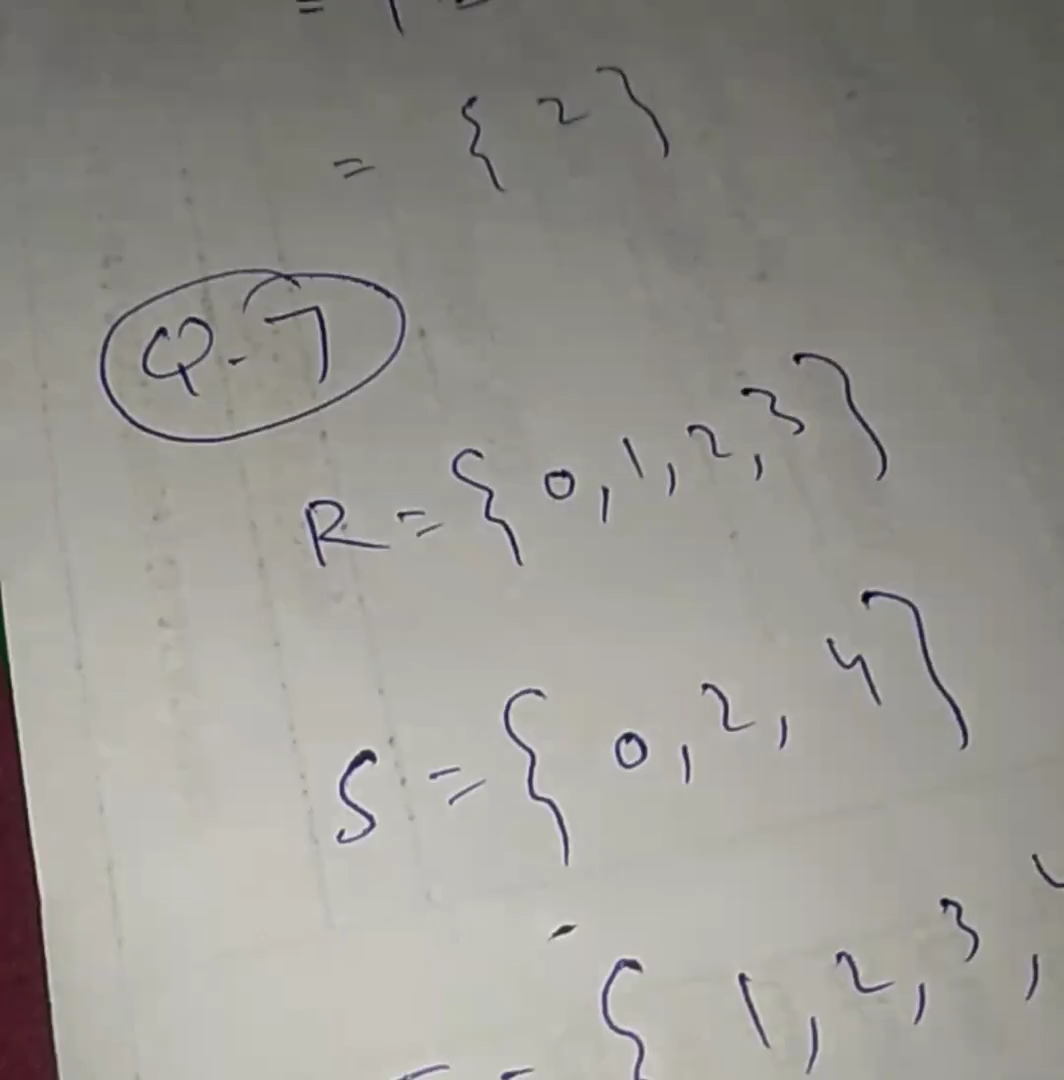 = { 2 }
Q-7
R = { 0, 1, 2, 3 }
S = { 0, 2, 4 }
= { 1, 2, 3,